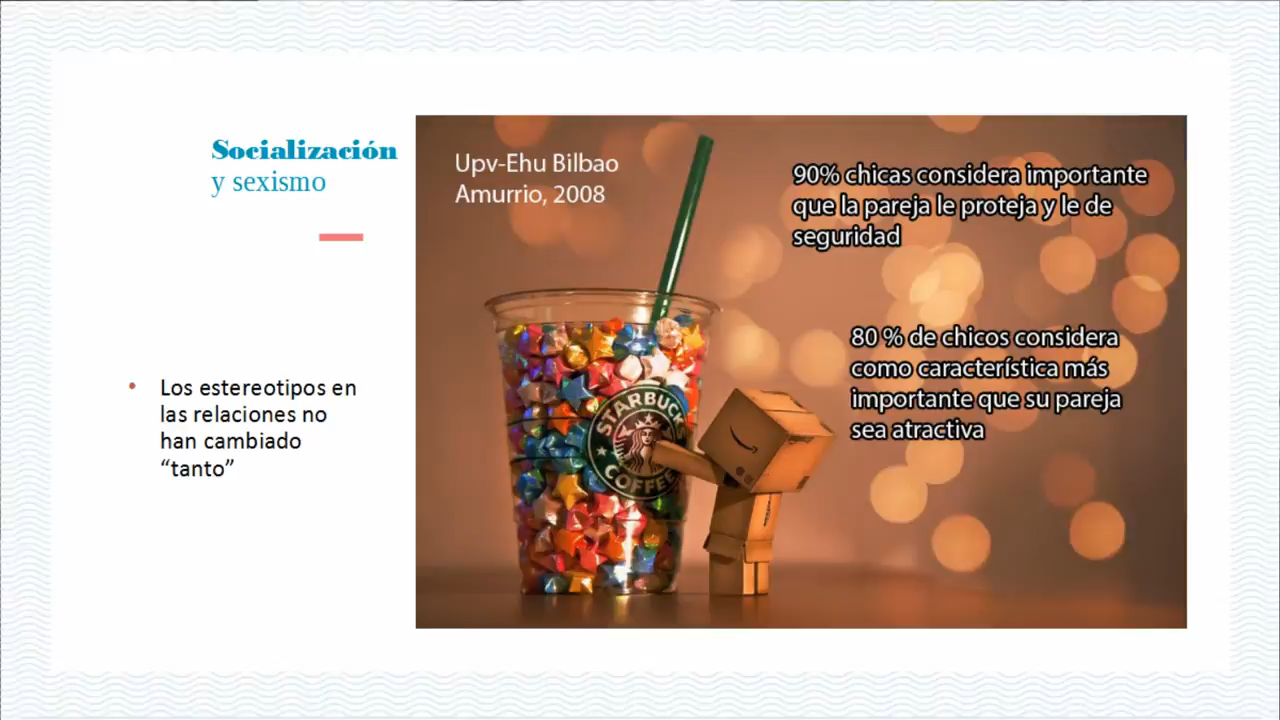 Socialización
y sexismo
Los estereotipos en
las relaciones no
han cambiado
“tanto”
Upv-Ehu Bilbao
Amurrio, 2008
90% chicas considera importante
que la pareja le proteja y le de
seguridad
80 % de chicos considera
como característica más
importante que su pareja
sea atractiva
STARBUCK
COFFEE